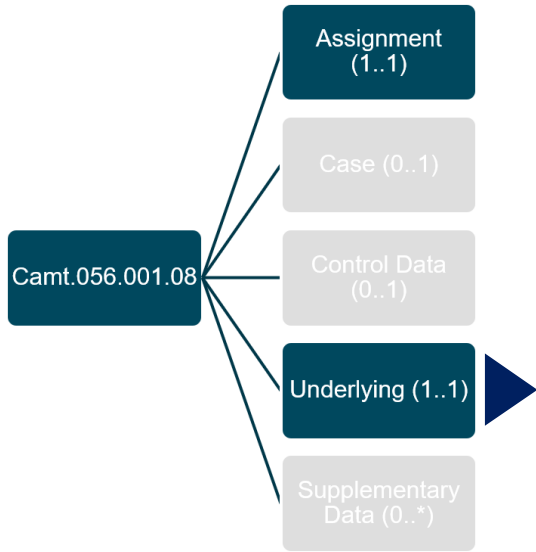 Assignment
(1..1)
Case (0..1)
Camt.056.001.08
Control Data
(0..1)
Underlying (1..1)
Supplementary
Data (0..*)